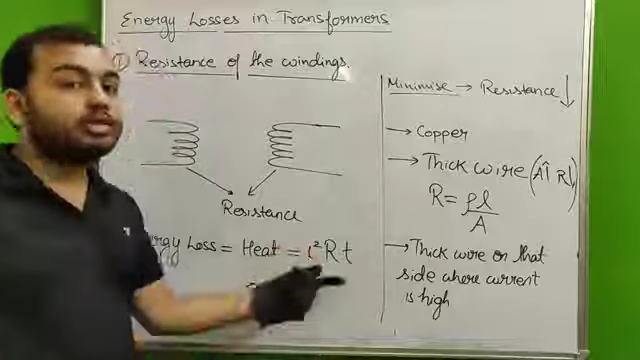 Energy Losses in Transformers
① Resistance of the windings.
Resistance
Energy Loss = Heat = i²Rt
Minimise → Resistance ↓
→ Copper
→ Thick wire (A↑ R↓)
R = ρl/A
→ Thick wire on that
side where current
is high